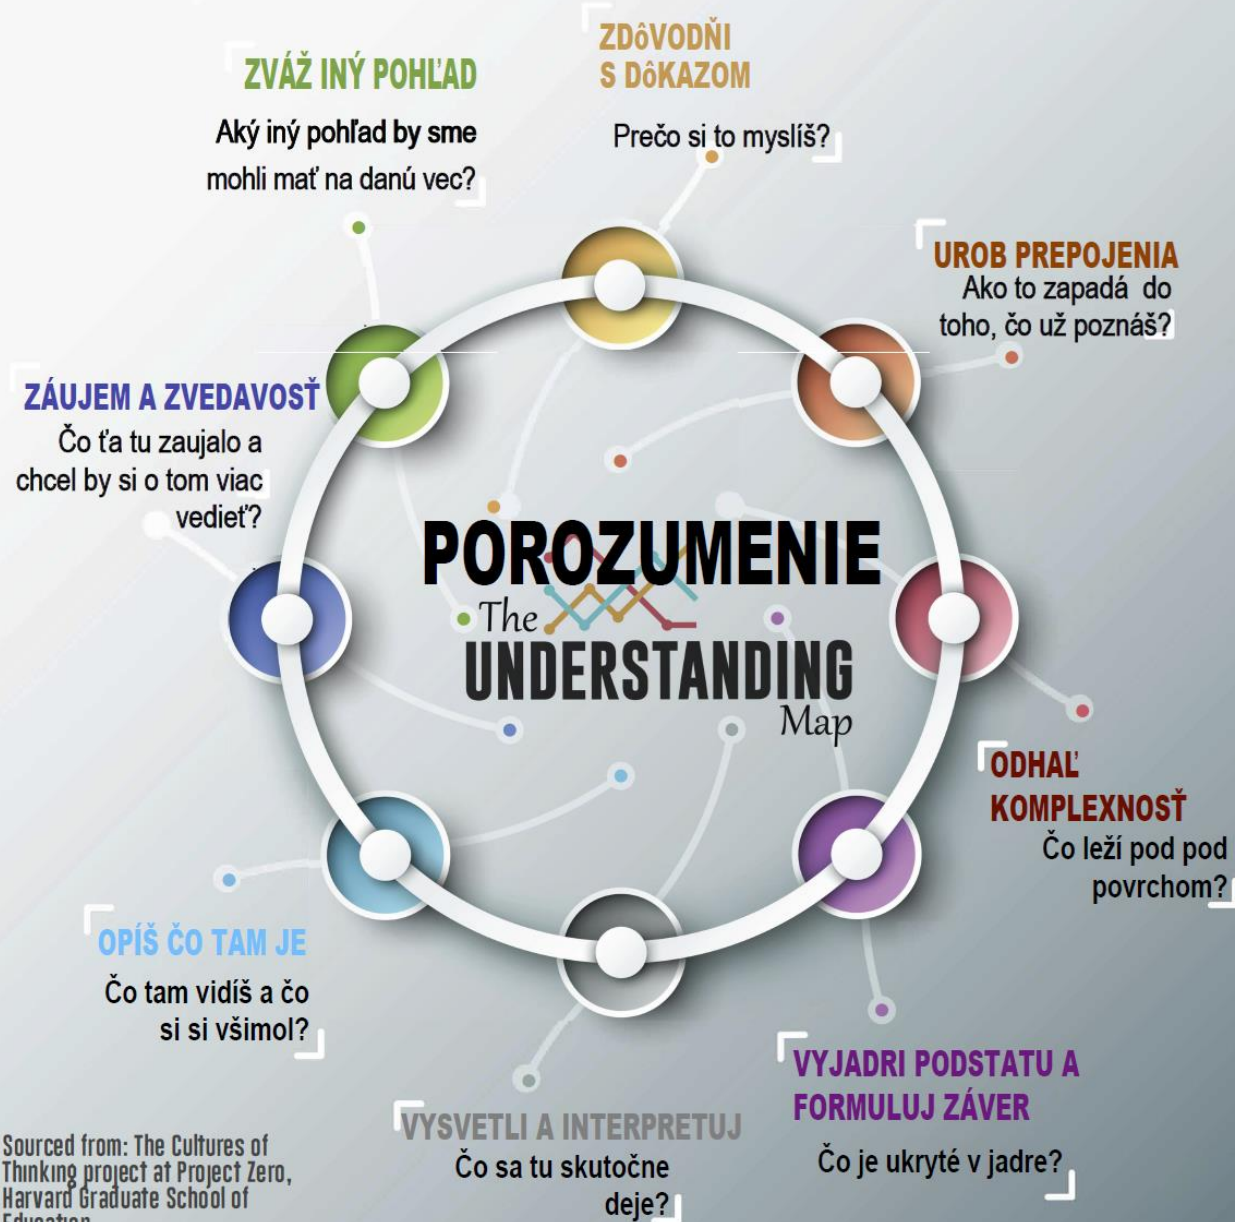 ZDôVODŇI
S DôKAZOM
Prečo si to myslíš?
ZVÁŽ INÝ POHĽAD
Aký iný pohľad by sme
mohli mať na danú vec?
UROB PREPOJENIA
Ako to zapadá do
toho, čo už poznáš?
ZÁUJEM A ZVEDAVOSŤ
Čo ťa tu zaujalo a
chcel by si o tom viac
vedieť?
POROZUMENIE
The
UNDERSTANDING
Map
ODHAĽ
KOMPLEXNOSŤ
Čo leží pod pod
povrchom?
OPÍŠ ČO TAM JE
Čo tam vidíš a čo
si si všimol?
VYJADRI PODSTATU A
FORMULUJ ZÁVER
Čo je ukryté v jadre?
VYSVETLI A INTERPRETUJ
Čo sa tu skutočne
deje?
Sourced from: The Cultures of
Thinking project at Project Zero,
Harvard Graduate School of
Education